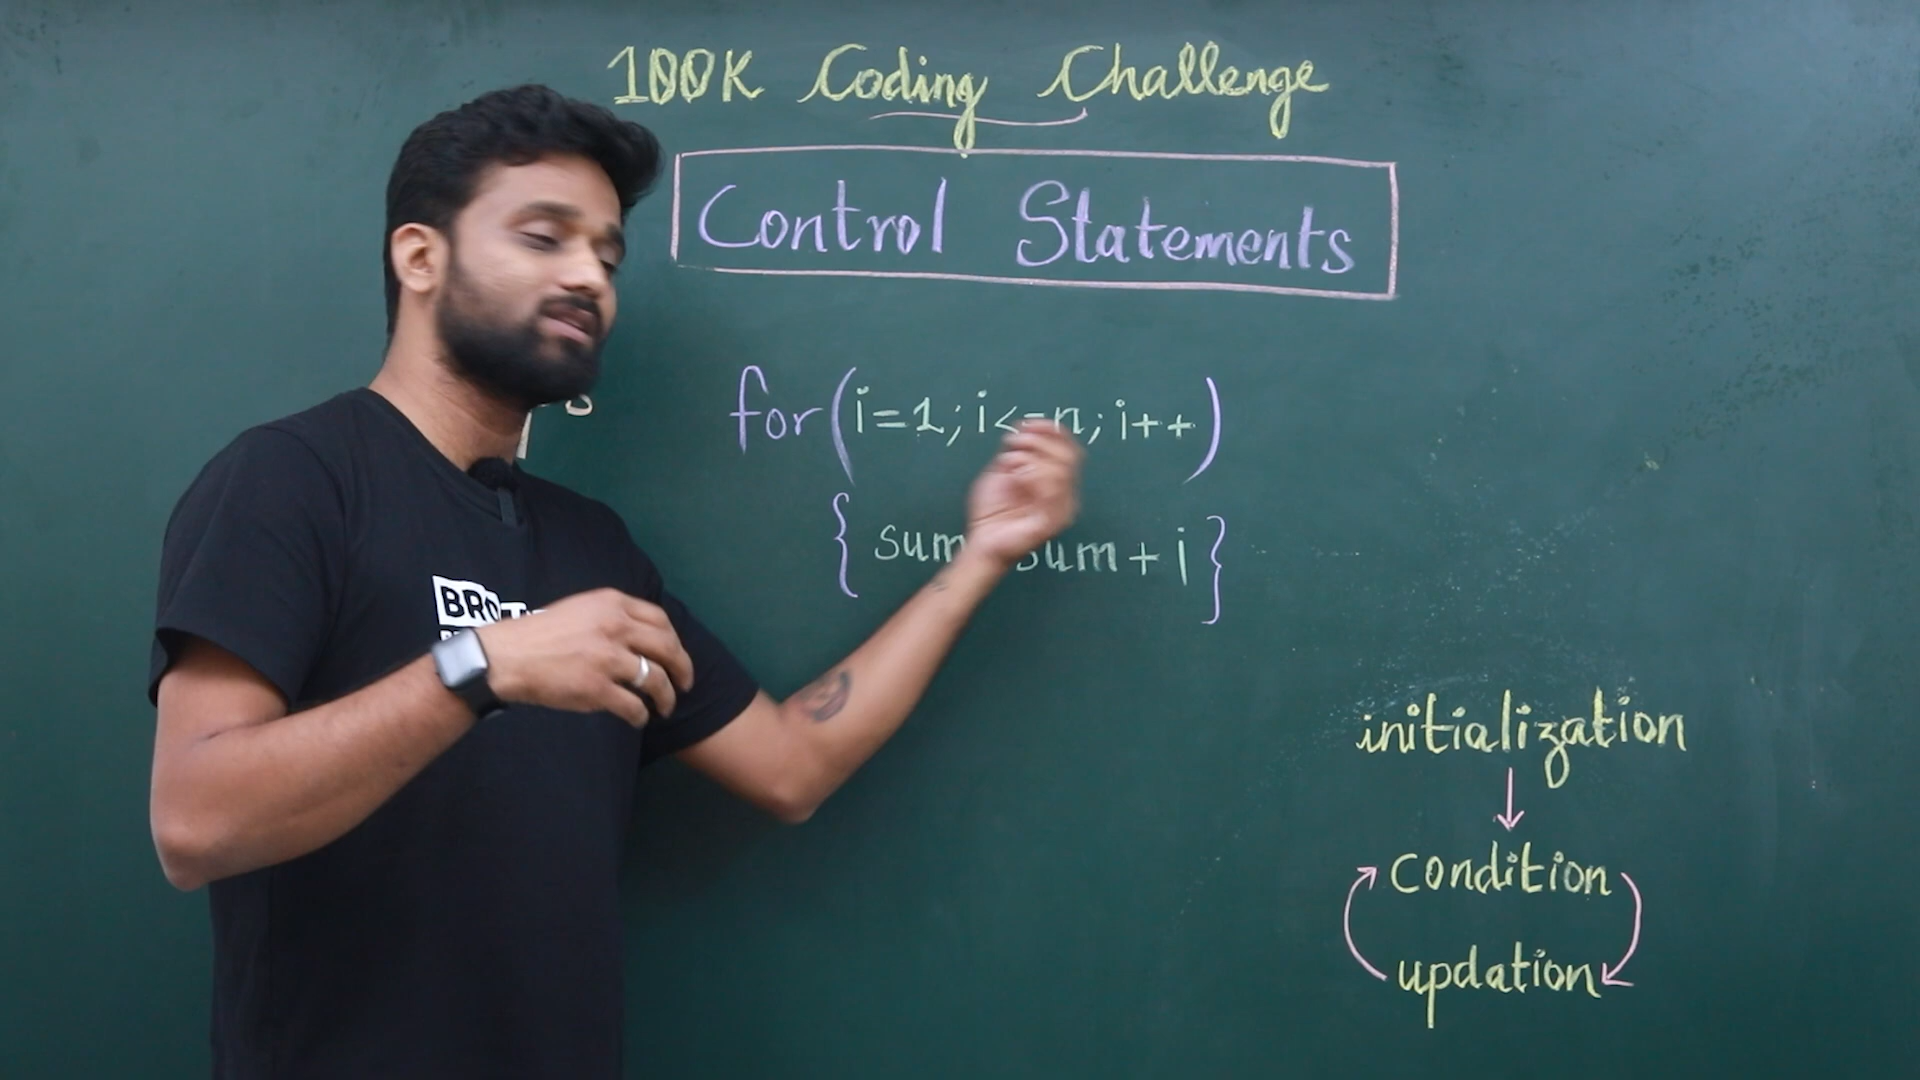 100K Coding Challenge
Control Statements
for(i=1;i<=n;i++)
{ sum sum + i }
initialization
condition
updation